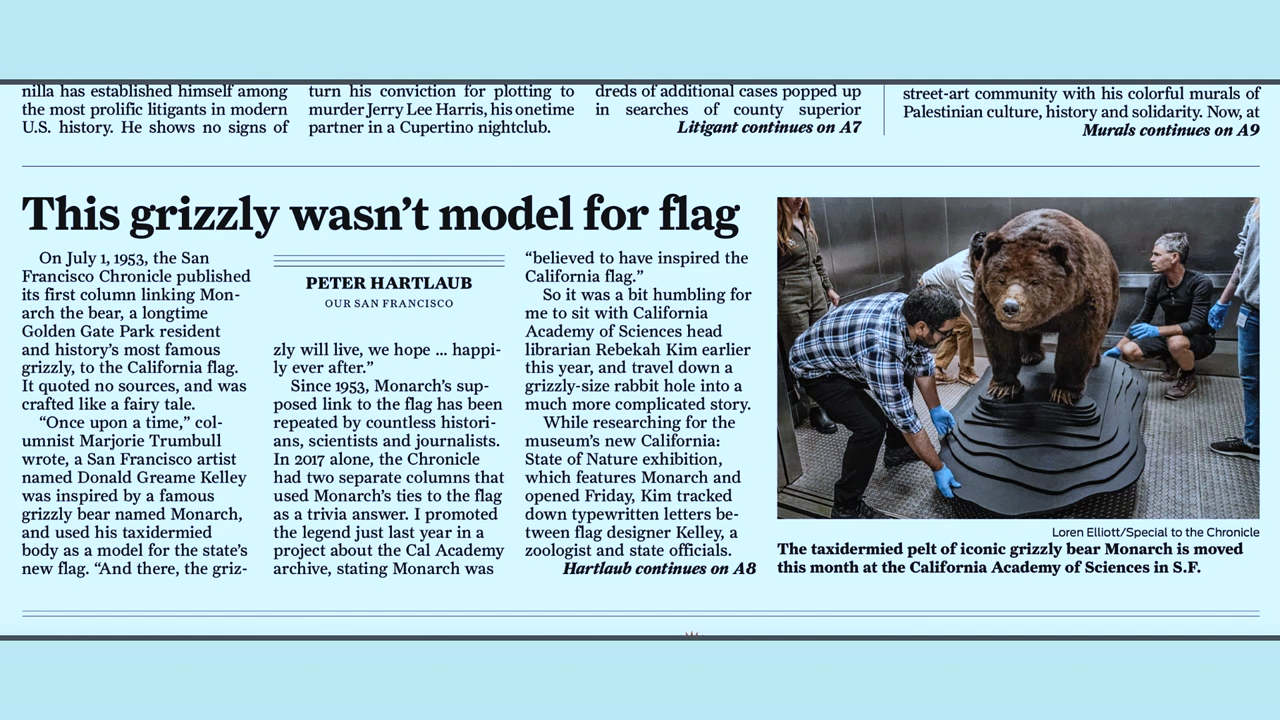 nilla has established himself among
the most prolific litigants in modern
U.S. history. He shows no signs of
turn his conviction for plotting to
murder Jerry Lee Harris, his onetime
partner in a Cupertino nightclub.
dreds of additional cases popped up
in searches of county superior
Litigant continues on A7
street-art community with his colorful murals of
Palestinian culture, history and solidarity. Now, at
Murals continues on A9
This grizzly wasn't model for flag
On July 1, 1953, the San
Francisco Chronicle published
its first column linking Mon-
arch the bear, a longtime
Golden Gate Park resident
and history's most famous
grizzly, to the California flag.
It quoted no sources, and was
crafted like a fairy tale.
"Once upon a time," col-
umnist Marjorie Trumbull
wrote, a San Francisco artist
named Donald Greame Kelley
was inspired by a famous
grizzly bear named Monarch,
and used his taxidermied
body as a model for the state's
new flag. "And there, the griz-
PETER HARTLAUB
OUR SAN FRANCISCO
zly will live, we hope ... happi-
ly ever after."
Since 1953, Monarch's sup-
posed link to the flag has been
repeated by countless histori-
ans, scientists and journalists.
In 2017 alone, the Chronicle
had two separate columns that
used Monarch's ties to the flag
as a trivia answer. I promoted
the legend just last year in a
project about the Cal Academy
archive, stating Monarch was
"believed to have inspired the
California flag."
So it was a bit humbling for
me to sit with California
Academy of Sciences head
librarian Rebekah Kim earlier
this year, and travel down a
grizzly-size rabbit hole into a
much more complicated story.
While researching for the
museum's new California:
State of Nature exhibition,
which features Monarch and
opened Friday, Kim tracked
down typewritten letters be-
tween flag designer Kelley, a
zoologist and state officials.
Hartlaub continues on A8
Loren Elliott/Special to the Chronicle
The taxidermied pelt of iconic grizzly bear Monarch is moved
this month at the California Academy of Sciences in S.F.